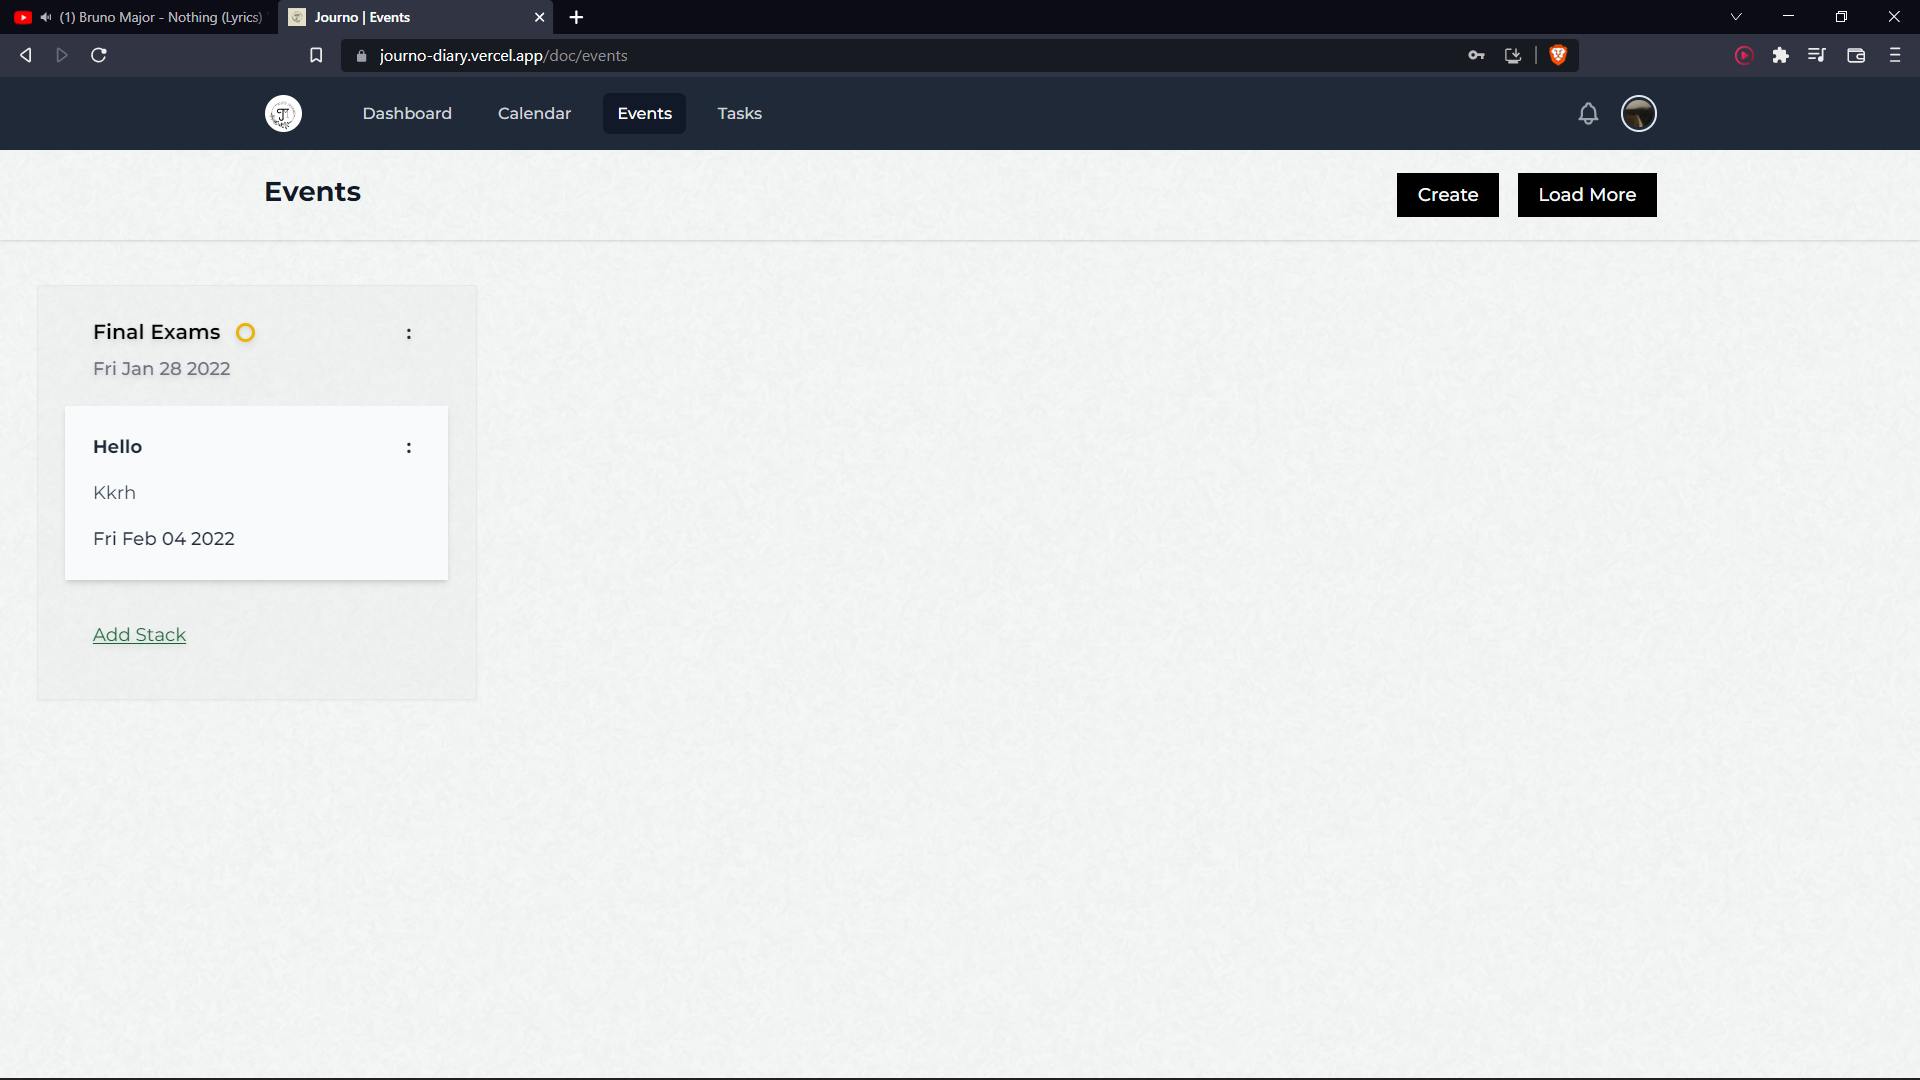 (1) Bruno Major - Nothing (Lyrics)
Journo | Events
journo-diary.vercel.app/doc/events
Dashboard Calendar Events Tasks
Events
Create Load More
Final Exams :
Fri Jan 28 2022
Hello :
Kkrh
Fri Feb 04 2022
Add Stack